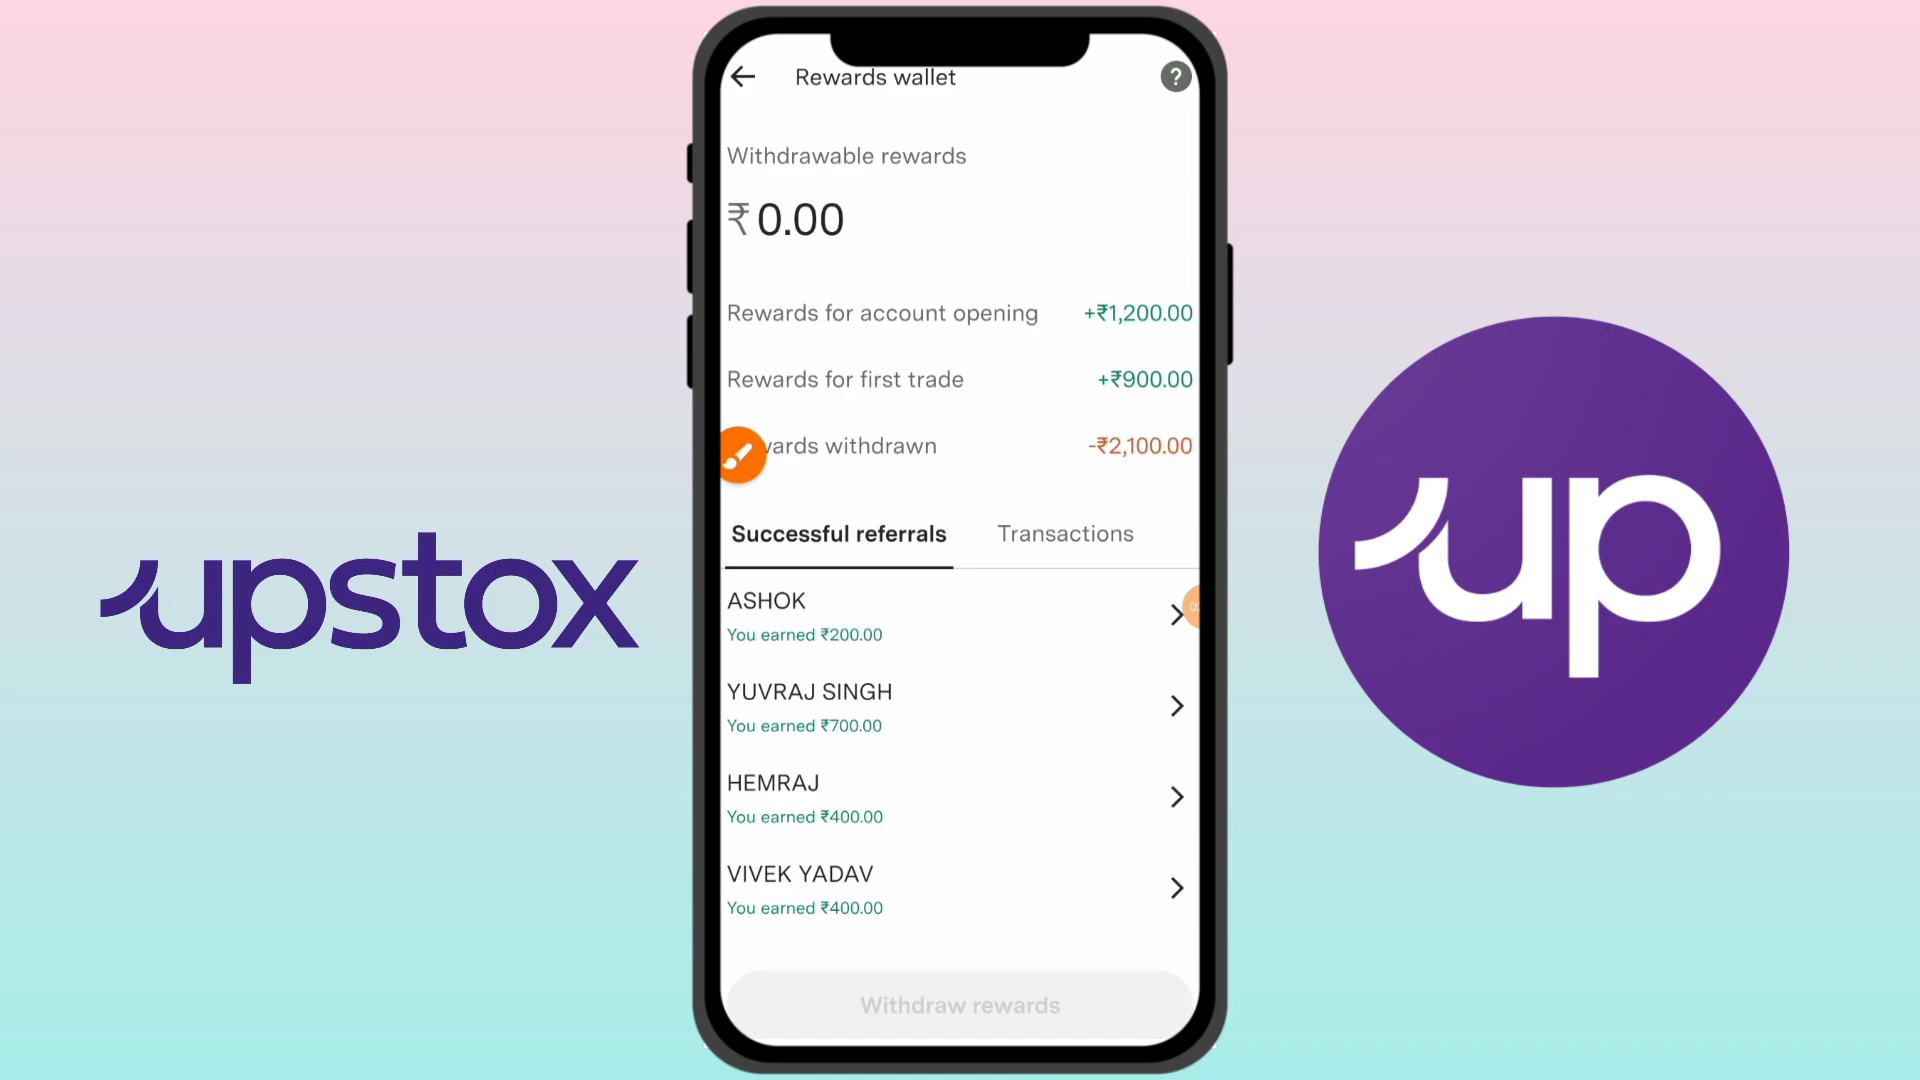 Rewards wallet
?
Withdrawable rewards
₹ 0.00
Rewards for account opening +₹1,200.00
Rewards for first trade +₹900.00
wards withdrawn -₹2,100.00
Successful referrals Transactions
ASHOK
You earned ₹200.00
YUVRAJ SINGH
You earned ₹700.00
HEMRAJ
You earned ₹400.00
VIVEK YADAV
You earned ₹400.00
Withdraw rewards
upstox
up